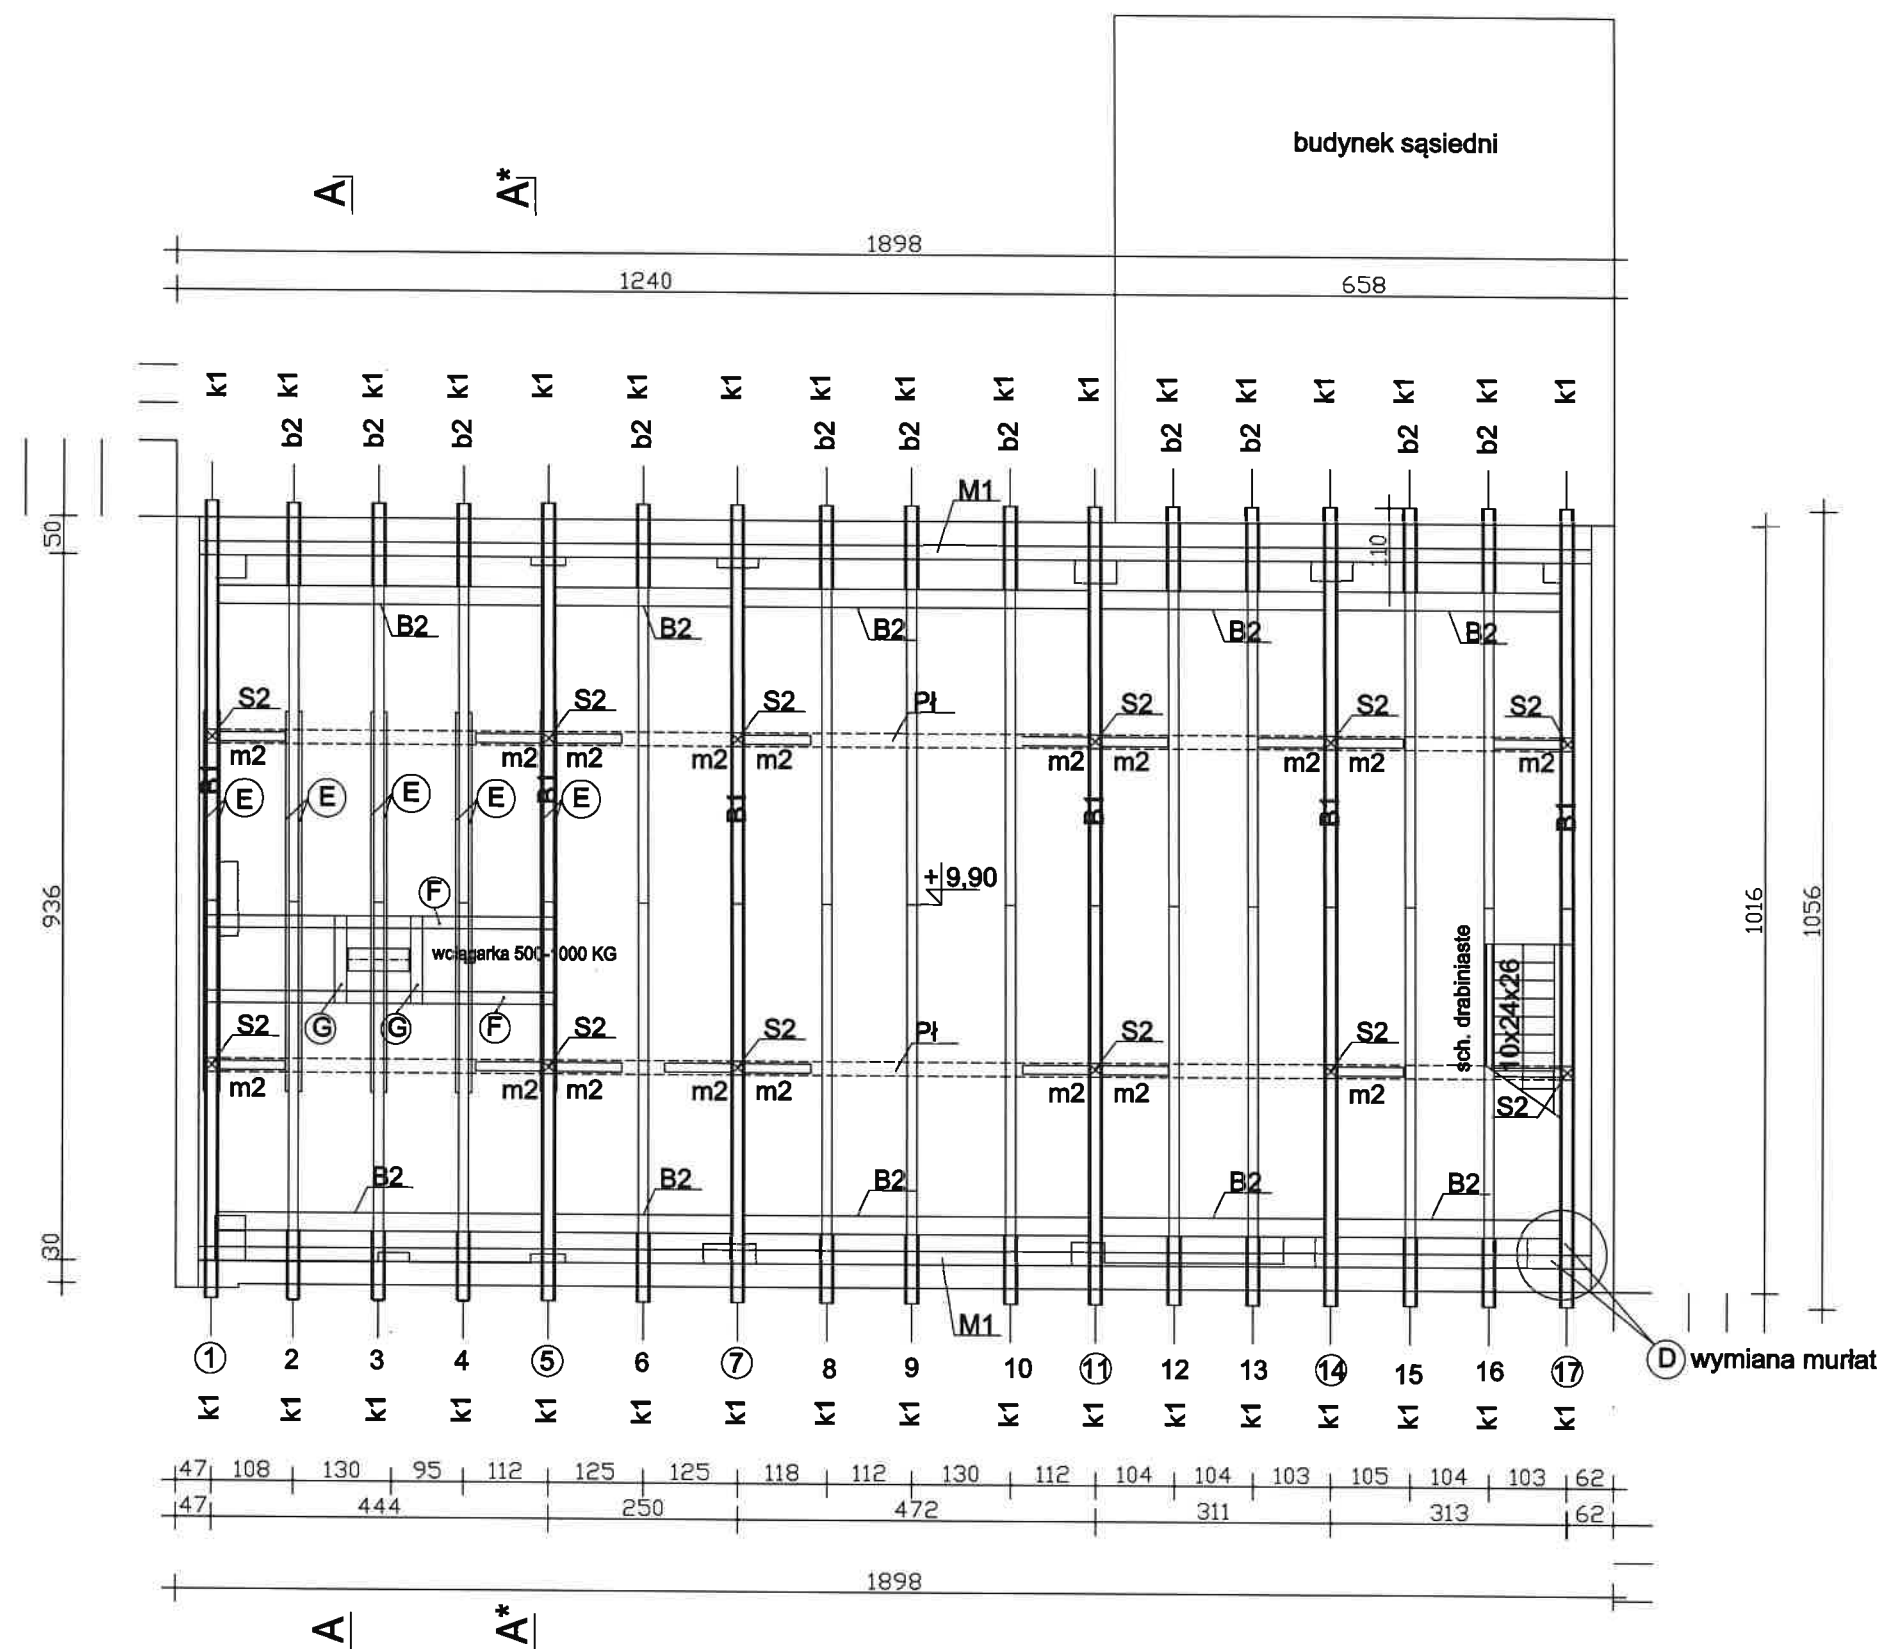 budynek sąsiedni
A A*
1898
1240 658
k1 k1 k1 k1 k1 k1 k1 k1 k1 k1 k1 k1 k1 k1 k1 k1 k1
b2 b2 b2 b2 b2 b2 b2 b2 b2 b2 b2
M1
50
110
B2 B2 B2 B2 B2
S2 S2 S2 Pł S2 S2 S2
m2 m2 m2 m2 m2 m2 m2 m2 m2 m2
B1 B1 B1 B1 B1 B1
E E E E E
F
+9,90
936
1016
1056
wciągarka 500-1000 KG
sch. drabiniaste
10x24x26
G G F
S2 S2 S2 Pł S2 S2
m2 m2 m2 m2 m2 m2 m2 m2
S2
B2 B2 B2 B2 B2
30
M1
D wymiana murłat
1 2 3 4 5 6 7 8 9 10 11 12 13 14 15 16 17
k1 k1 k1 k1 k1 k1 k1 k1 k1 k1 k1 k1 k1 k1 k1 k1 k1
47 108 130 95 112 125 125 118 112 130 112 104 104 103 105 104 103 62
47 444 250 472 311 313 62
1898
A A*